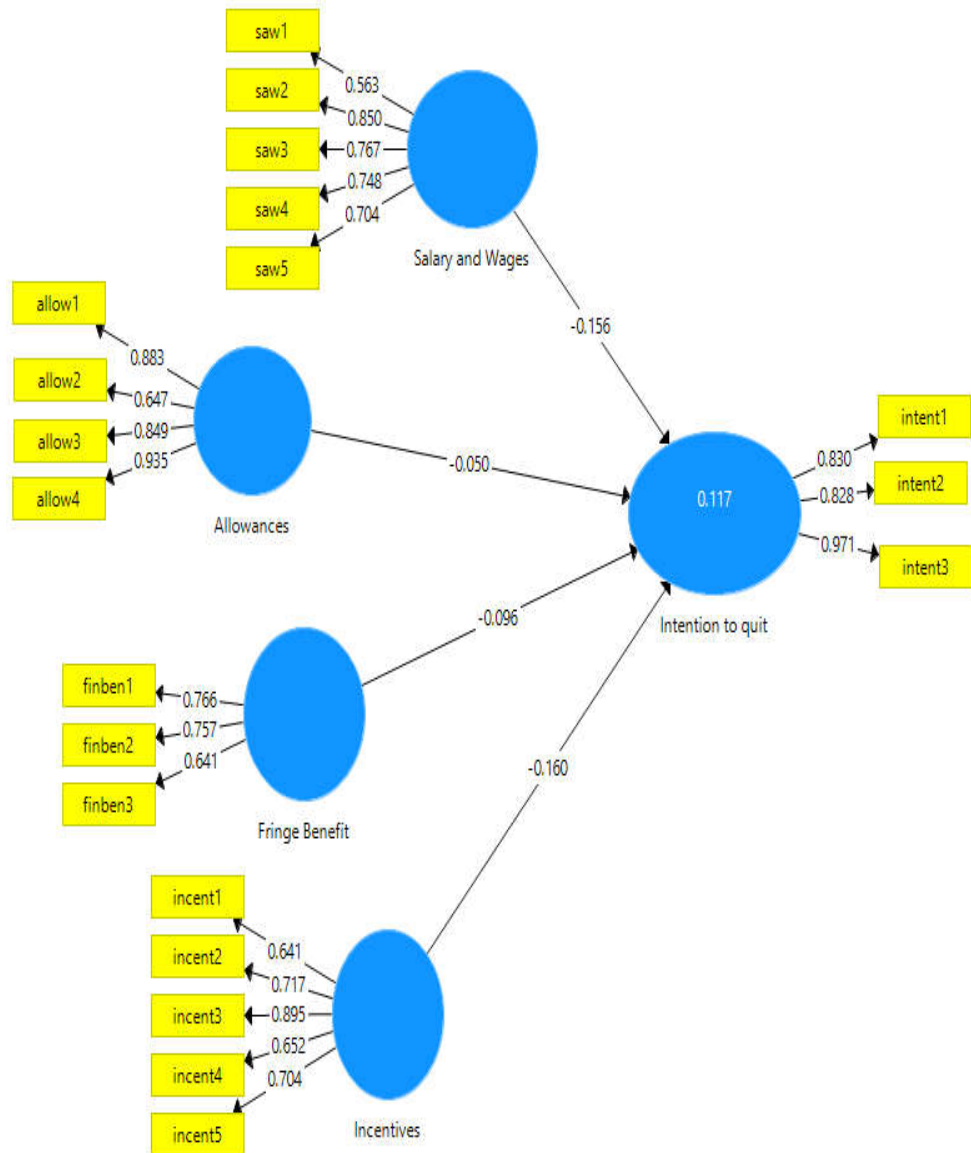 saw1
saw2
saw3
saw4
saw5
0.563
0.850
0.767
0.748
0.704
Salary and Wages
-0.156
allow1
allow2
allow3
allow4
0.883
0.647
0.849
0.935
Allowances
-0.050
0.117
Intention to quit
0.830
0.828
0.971
intent1
intent2
intent3
finben1
finben2
finben3
0.766
0.757
0.641
Fringe Benefit
-0.096
incent1
incent2
incent3
incent4
incent5
0.641
0.717
0.895
0.652
0.704
Incentives
-0.160